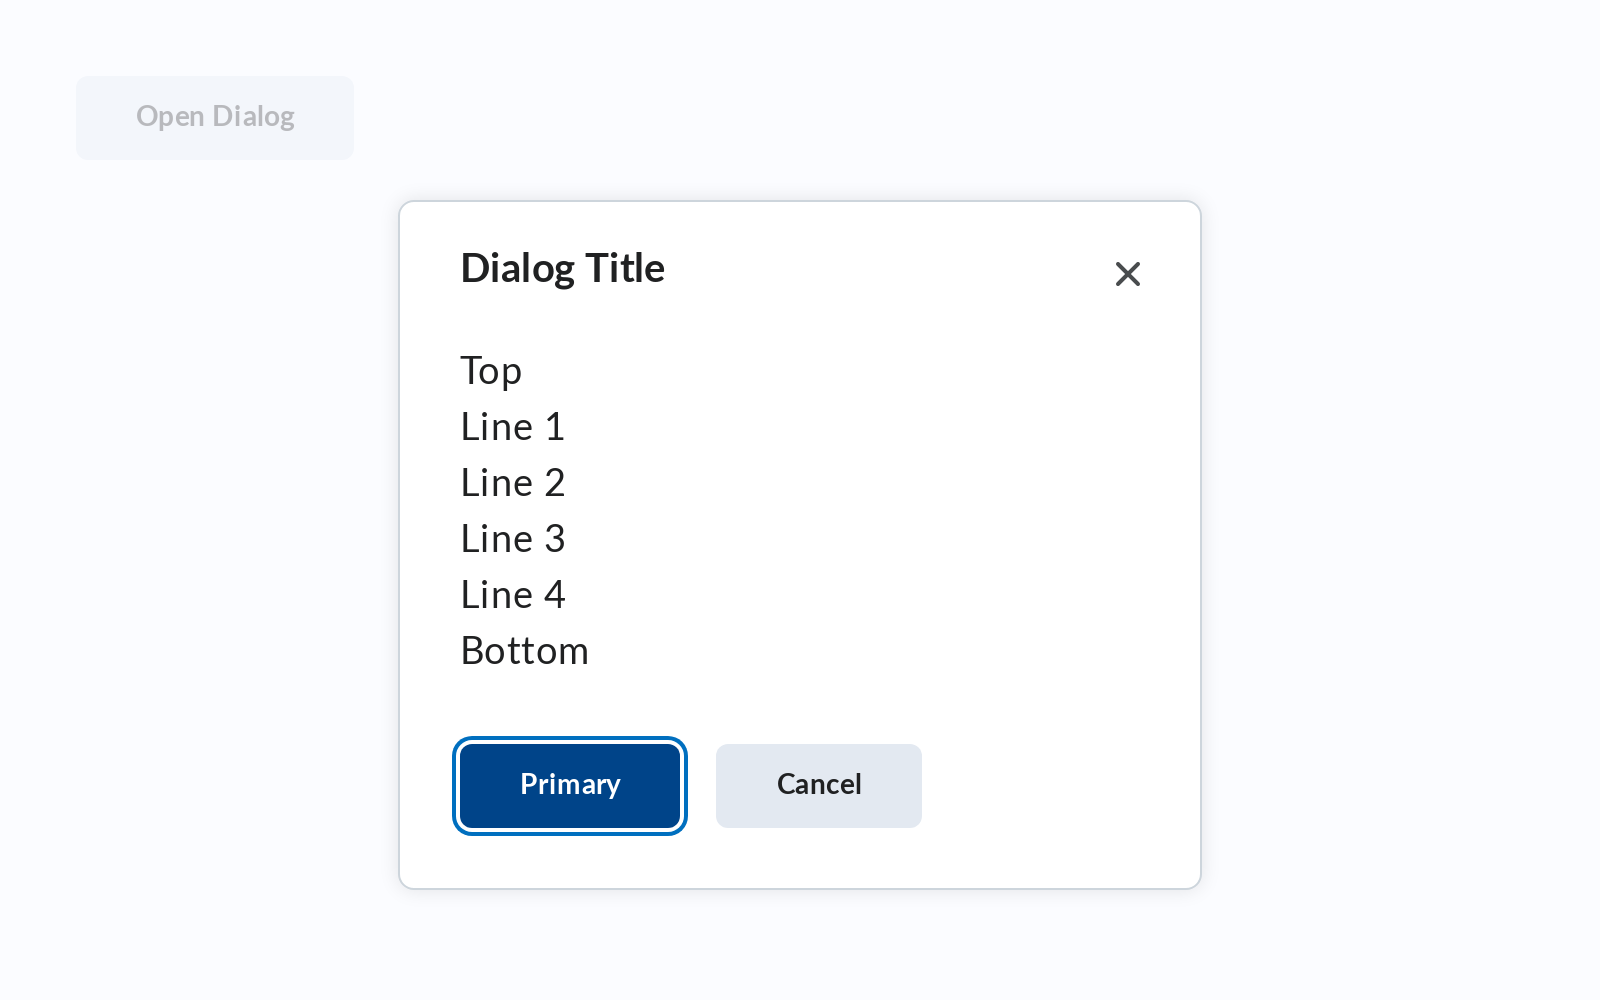 Open Dialog
Dialog Title
Top
Line 1
Line 2
Line 3
Line 4
Bottom
Primary
Cancel